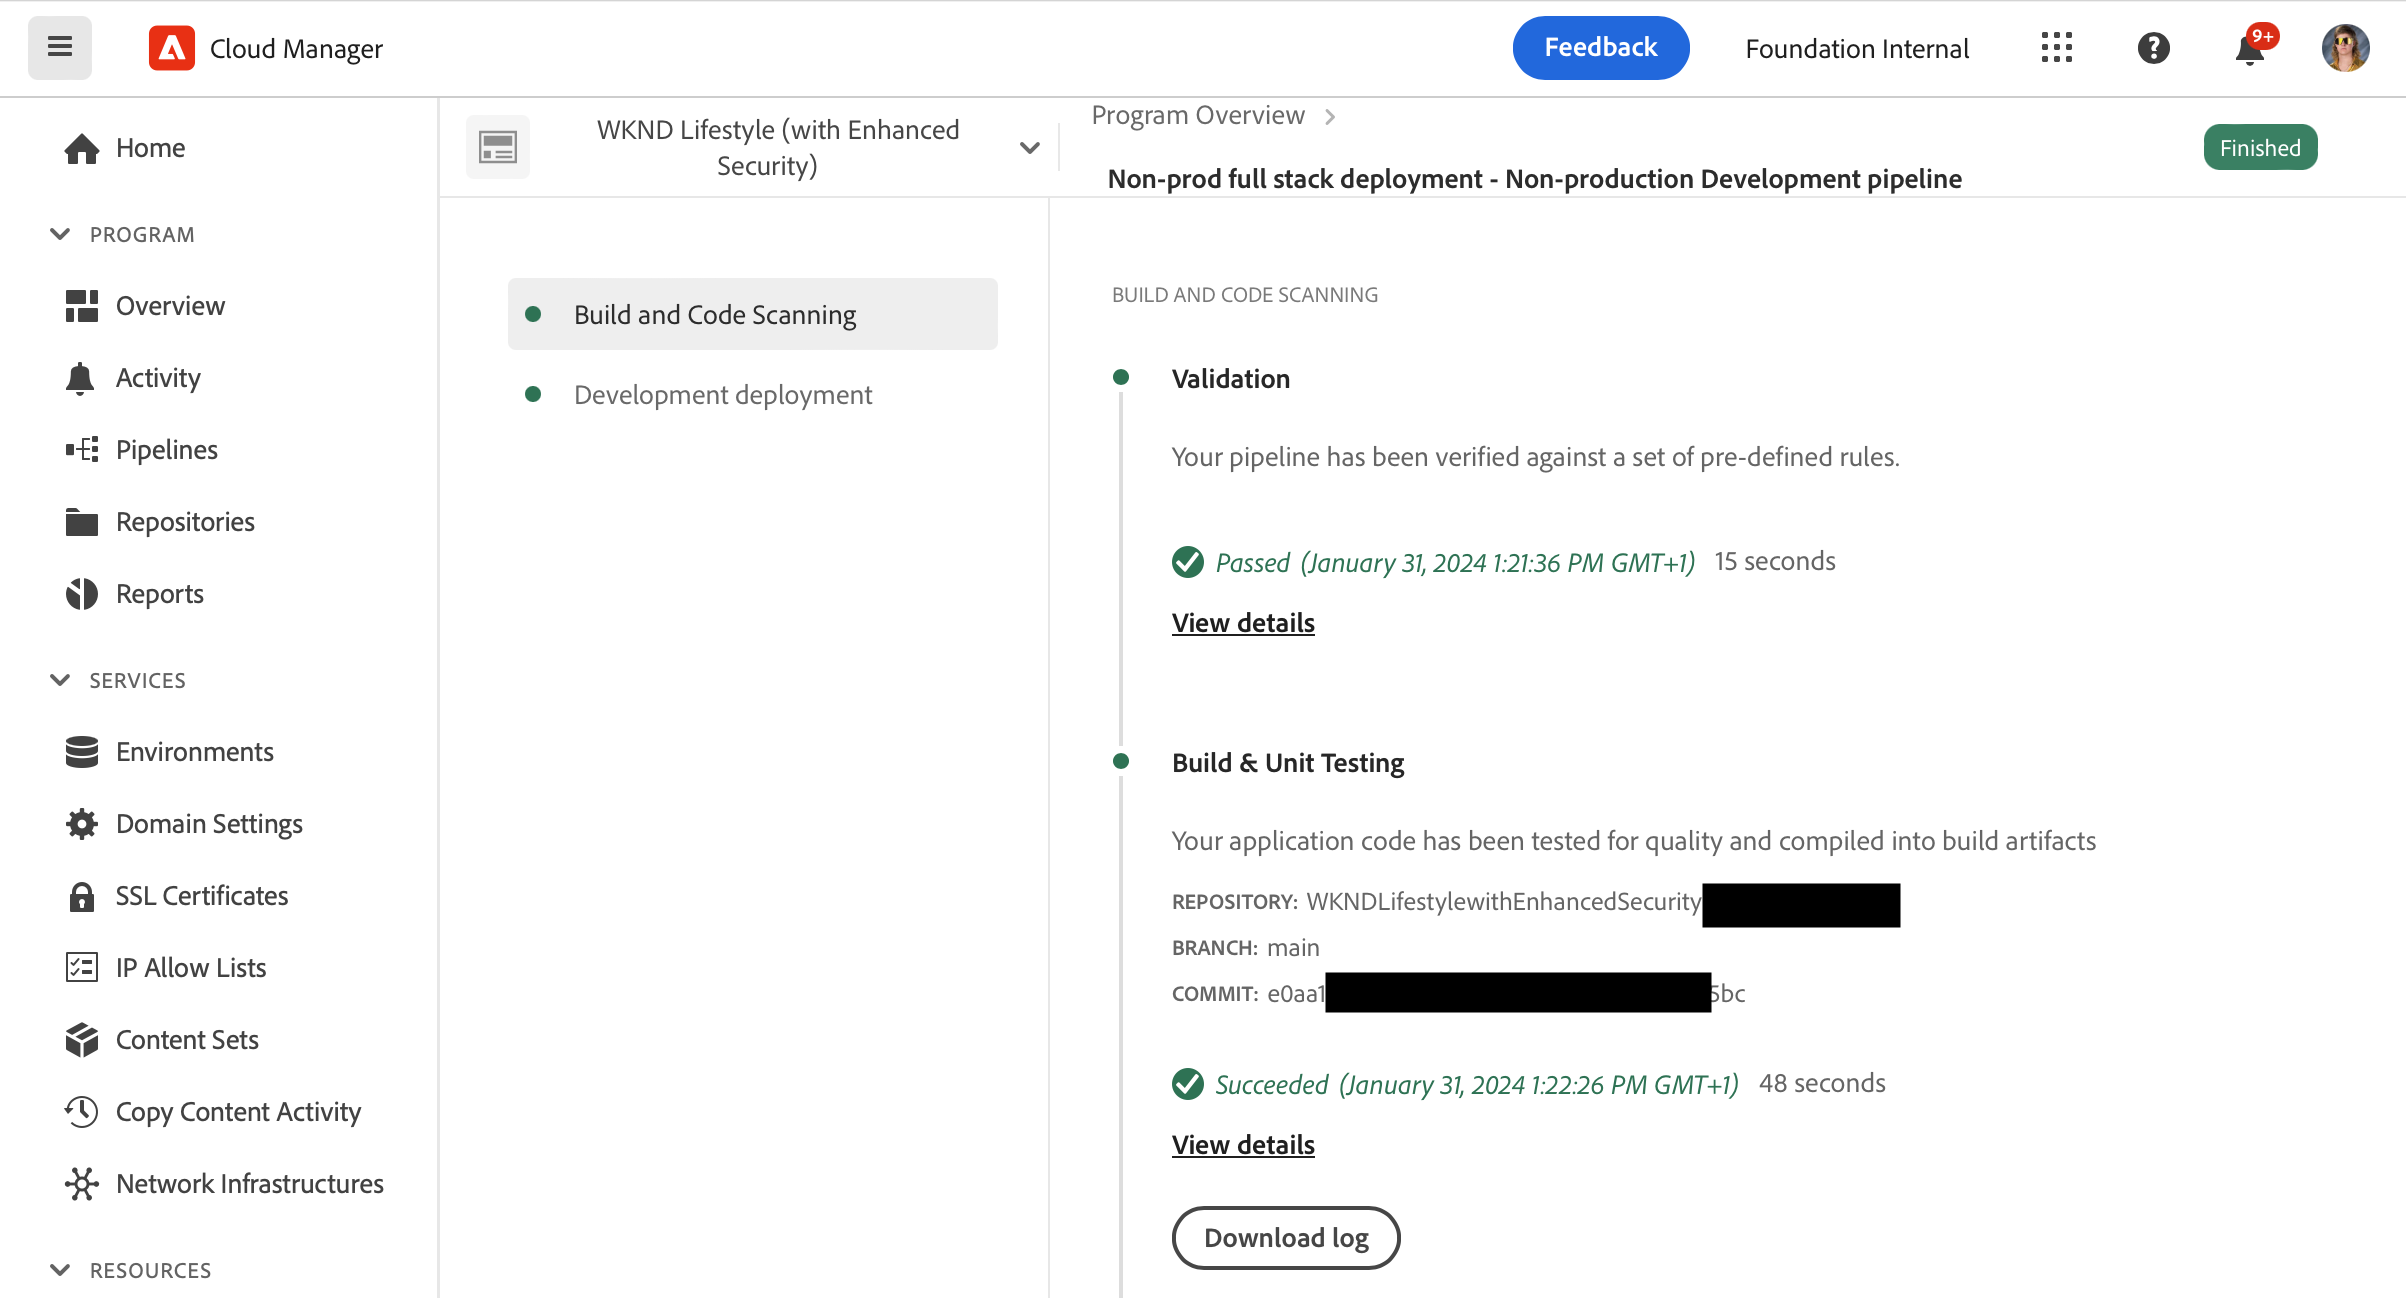 Cloud Manager
Feedback
Foundation Internal
9+
Home
PROGRAM
Overview
Activity
Pipelines
Repositories
Reports
SERVICES
Environments
Domain Settings
SSL Certificates
IP Allow Lists
Content Sets
Copy Content Activity
Network Infrastructures
RESOURCES
WKND Lifestyle (with Enhanced
Security)
Program Overview
Non-prod full stack deployment - Non-production Development pipeline
Finished
Build and Code Scanning
Development deployment
BUILD AND CODE SCANNING
Validation
Your pipeline has been verified against a set of pre-defined rules.
Passed (January 31, 2024 1:21:36 PM GMT+1) 15 seconds
View details
Build & Unit Testing
Your application code has been tested for quality and compiled into build artifacts
REPOSITORY: WKNDLifestylewithEnhancedSecurity
BRANCH: main
COMMIT: e0aa1 5bc
Succeeded (January 31, 2024 1:22:26 PM GMT+1) 48 seconds
View details
Download log